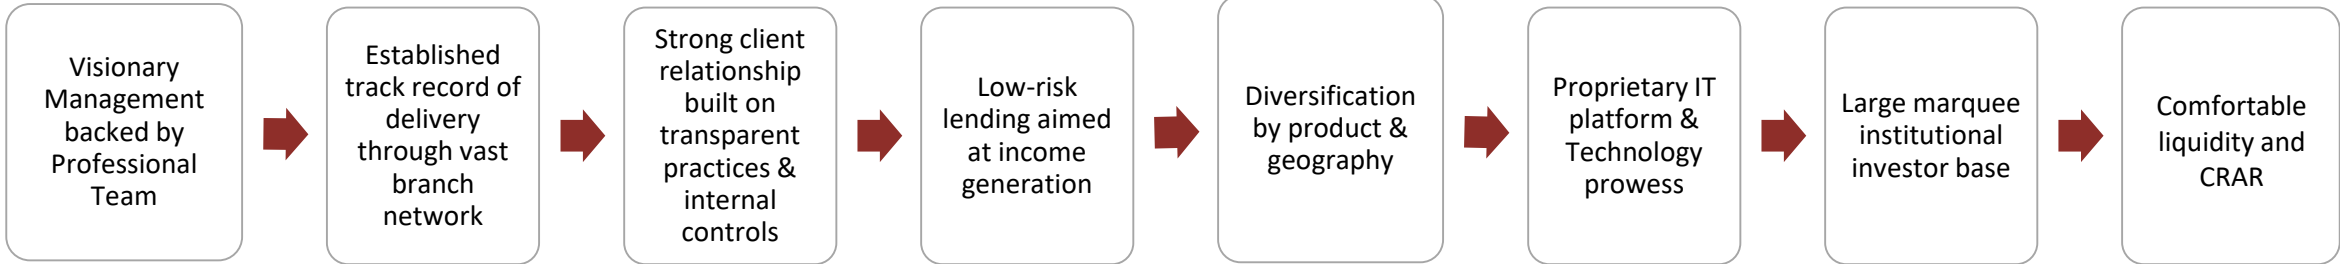 Visionary
Management
backed by
Professional
Team
Established
track record of
delivery
through vast
branch
network
Strong client
relationship
built on
transparent
practices &
internal
controls
Low-risk
lending aimed
at income
generation
Diversification
by product &
geography
Proprietary IT
platform &
Technology
prowess
Large marquee
institutional
investor base
Comfortable
liquidity and
CRAR